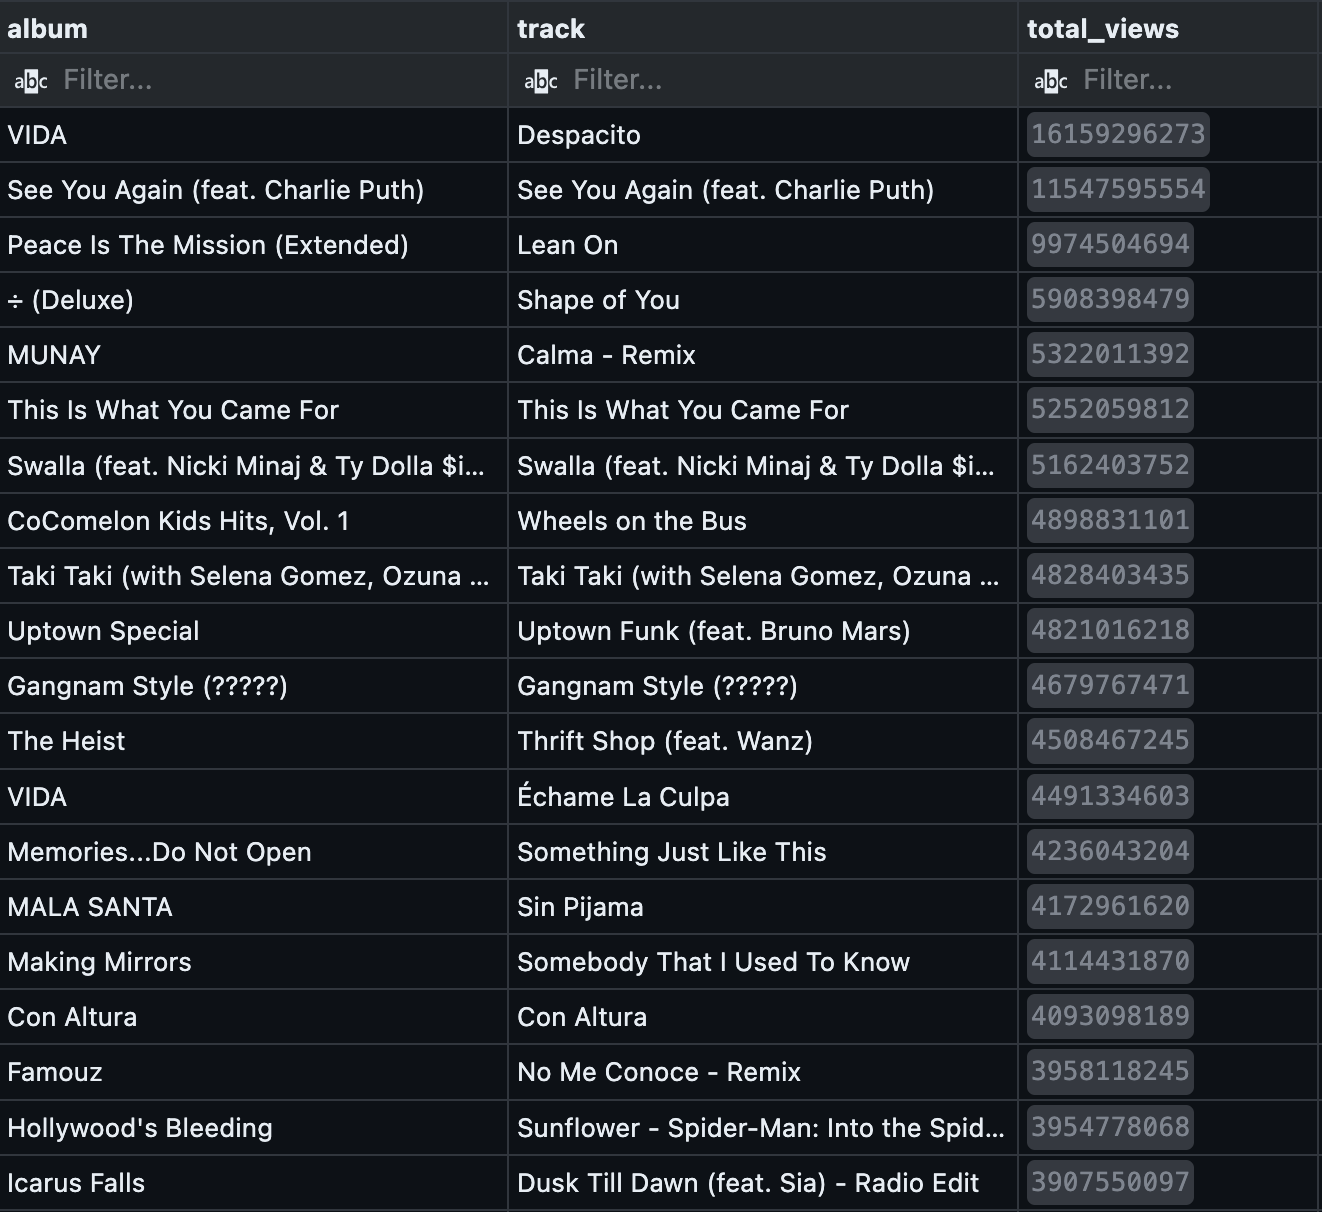 album track total_views
abc Filter... abc Filter... abc Filter...
VIDA Despacito 16159296273
See You Again (feat. Charlie Puth) See You Again (feat. Charlie Puth) 11547595554
Peace Is The Mission (Extended) Lean On 9974504694
÷ (Deluxe) Shape of You 5908398479
MUNAY Calma - Remix 5322011392
This Is What You Came For This Is What You Came For 5252059812
Swalla (feat. Nicki Minaj & Ty Dolla $i... Swalla (feat. Nicki Minaj & Ty Dolla $i... 5162403752
CoComelon Kids Hits, Vol. 1 Wheels on the Bus 4898831101
Taki Taki (with Selena Gomez, Ozuna ... Taki Taki (with Selena Gomez, Ozuna ... 4828403435
Uptown Special Uptown Funk (feat. Bruno Mars) 4821016218
Gangnam Style (?????) Gangnam Style (?????) 4679767471
The Heist Thrift Shop (feat. Wanz) 4508467245
VIDA Échame La Culpa 4491334603
Memories...Do Not Open Something Just Like This 4236043204
MALA SANTA Sin Pijama 4172961620
Making Mirrors Somebody That I Used To Know 4114431870
Con Altura Con Altura 4093098189
Famouz No Me Conoce - Remix 3958118245
Hollywood's Bleeding Sunflower - Spider-Man: Into the Spid... 3954778068
Icarus Falls Dusk Till Dawn (feat. Sia) - Radio Edit 3907550097